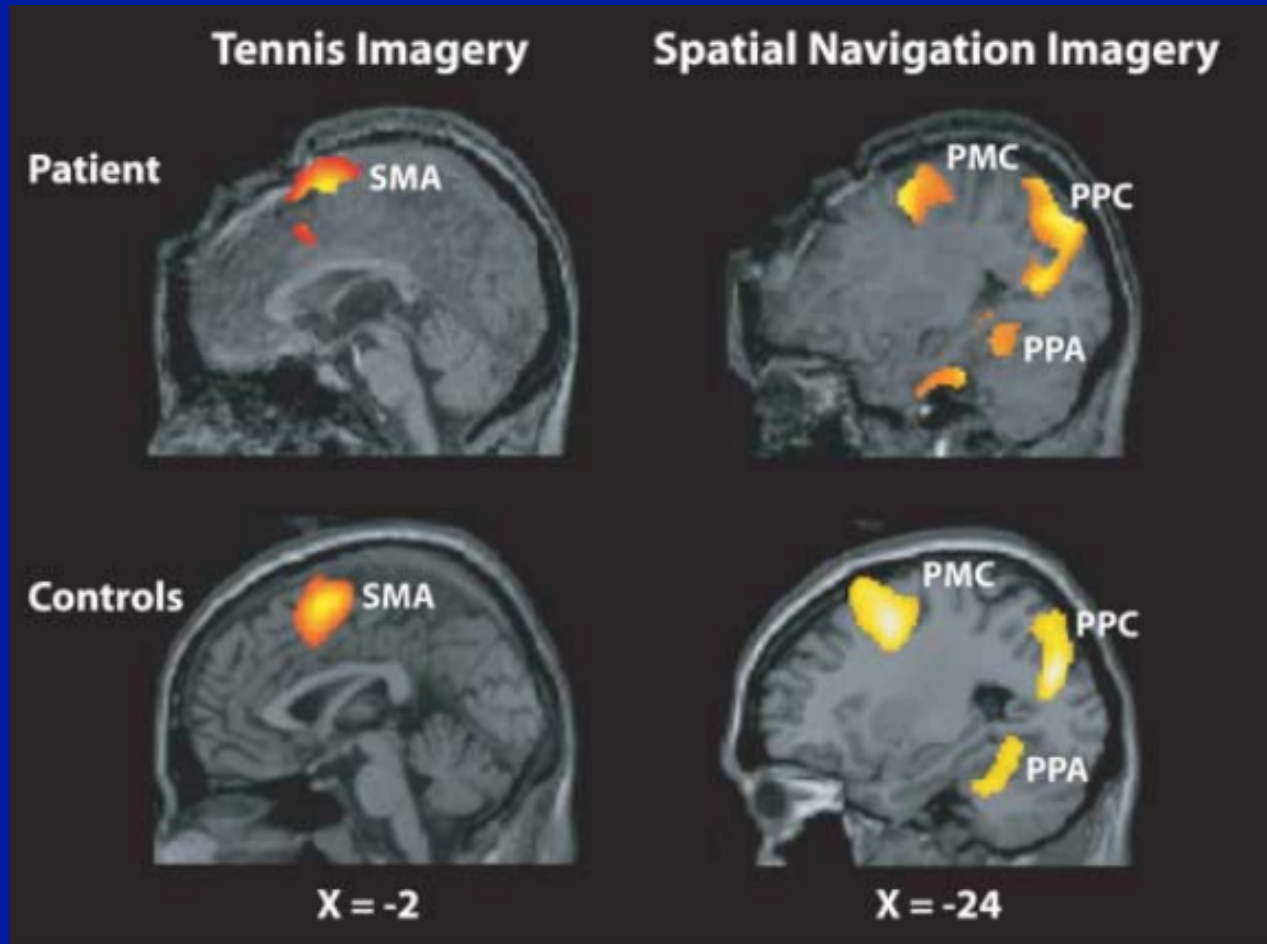 Tennis Imagery
Spatial Navigation Imagery
Patient
SMA
PMC
PPC
PPA
Controls
SMA
PMC
PPC
PPA
X = -2
X = -24